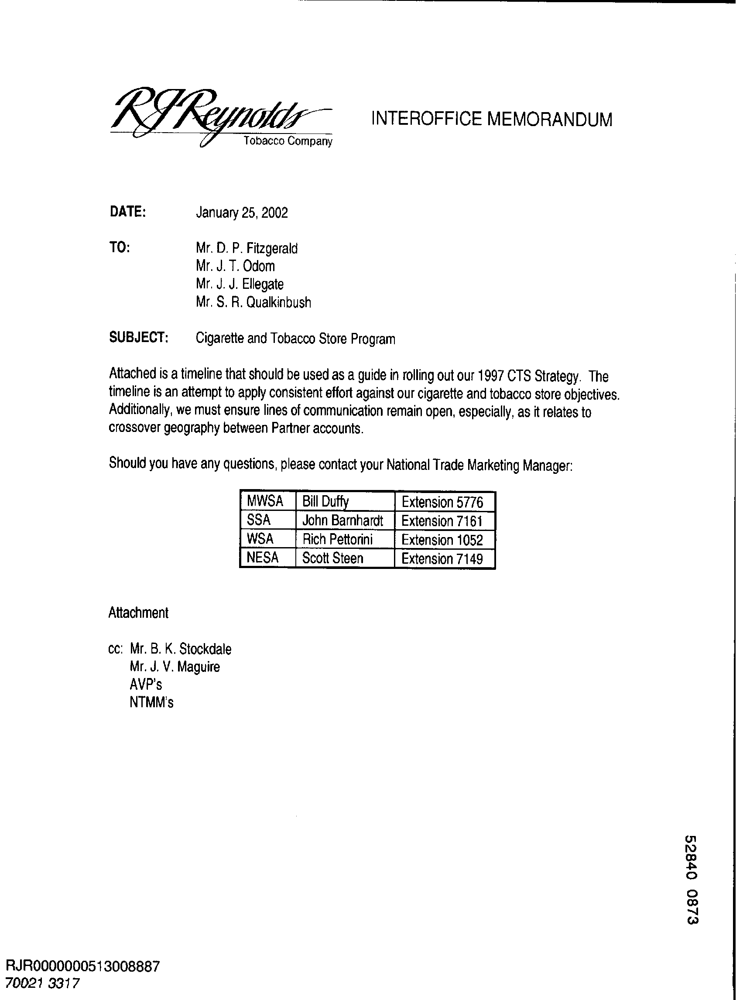 RJReynolds
Tobacco Company
INTEROFFICE MEMORANDUM
DATE: January 25, 2002
TO: Mr. D. P. Fitzgerald
Mr. J. T. Odom
Mr. J. J. Ellegate
Mr. S. R. Qualkinbush
SUBJECT: Cigarette and Tobacco Store Program
Attached is a timeline that should be used as a guide in rolling out our 1997 CTS Strategy. The
timeline is an attempt to apply consistent effort against our cigarette and tobacco store objectives.
Additionally, we must ensure lines of communication remain open, especially, as it relates to
crossover geography between Partner accounts.
Should you have any questions, please contact your National Trade Marketing Manager:
MWSA Bill Duffy Extension 5776
SSA John Barnhardt Extension 7161
WSA Rich Pettorini Extension 1052
NESA Scott Steen Extension 7149
Attachment
cc: Mr. B. K. Stockdale
Mr. J. V. Maguire
AVP's
NTMM's
52840 0873
RJR0000000513008887
70021 3317